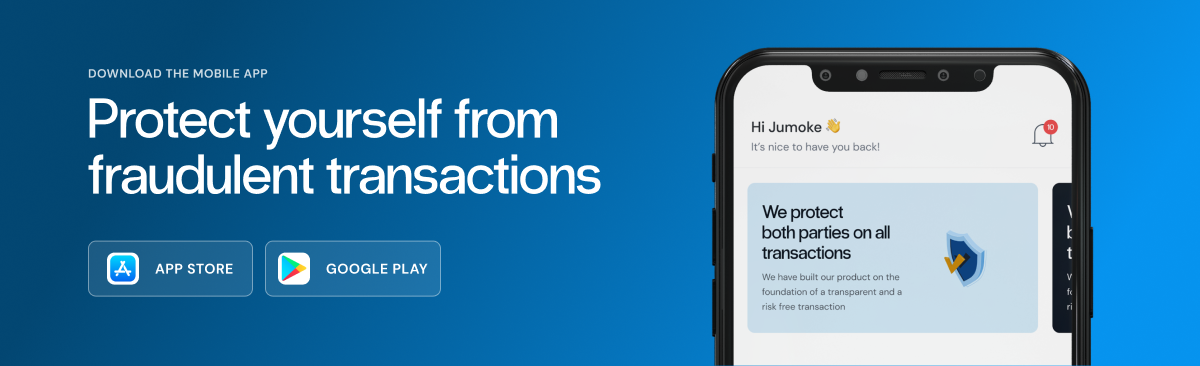 DOWNLOAD THE MOBILE APP
Protect yourself from
fraudulent transactions
APP STORE
GOOGLE PLAY
Hi Jumoke 👋
It's nice to have you back!
10
We protect
both parties on all
transactions
We have built our product on the
foundation of a transparent and a
risk free transaction